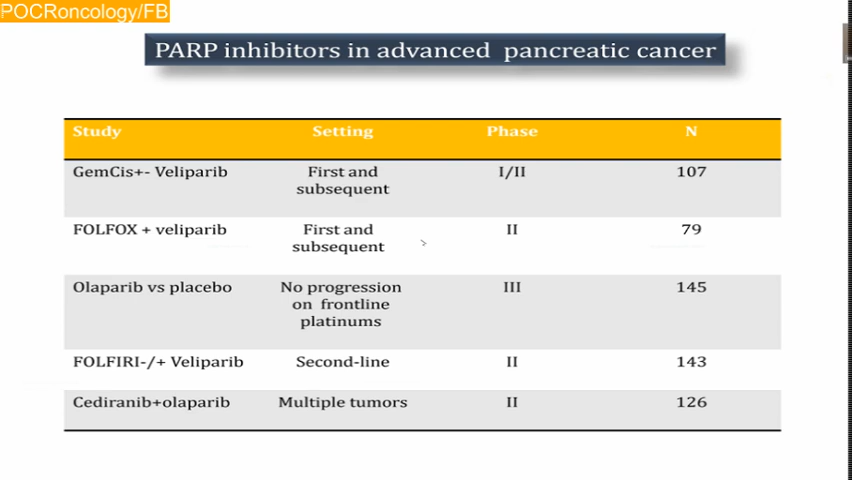 POCRoncology/FB
PARP inhibitors in advanced pancreatic cancer
Study Setting Phase N
GemCis+- Veliparib First and subsequent I/II 107
FOLFOX + veliparib First and subsequent II 79
Olaparib vs placebo No progression on frontline platinums III 145
FOLFIRI-/+ Veliparib Second-line II 143
Cediranib+olaparib Multiple tumors II 126